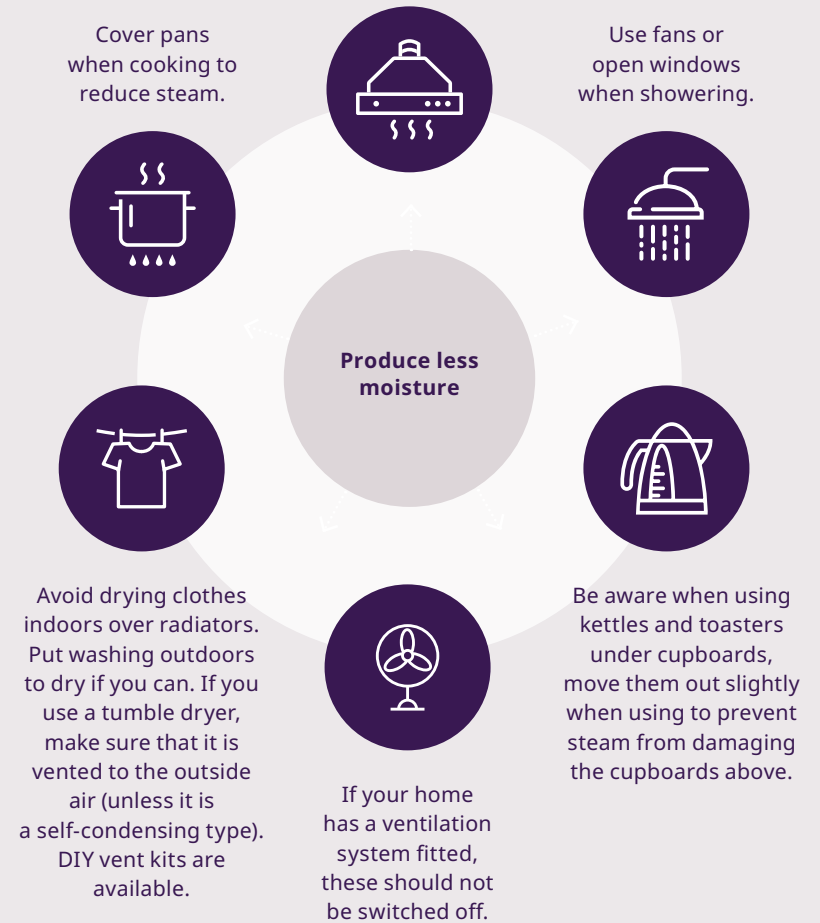 Cover pans
when cooking to
reduce steam.
Use fans or
open windows
when showering.
Produce less
moisture
Avoid drying clothes
indoors over radiators.
Put washing outdoors
to dry if you can. If you
use a tumble dryer,
make sure that it is
vented to the outside
air (unless it is
a self-condensing type).
DIY vent kits are
available.
If your home
has a ventilation
system fitted,
these should not
be switched off.
Be aware when using
kettles and toasters
under cupboards,
move them out slightly
when using to prevent
steam from damaging
the cupboards above.